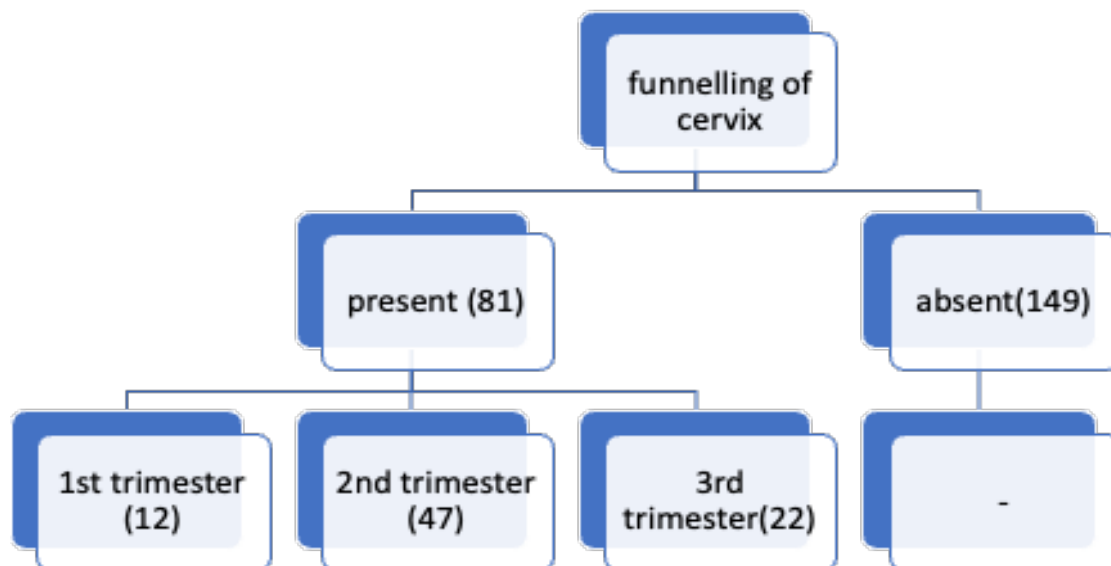 funnelling of
cervix
present (81)
absent(149)
1st trimester
(12)
2nd trimester
(47)
3rd
trimester(22)
-